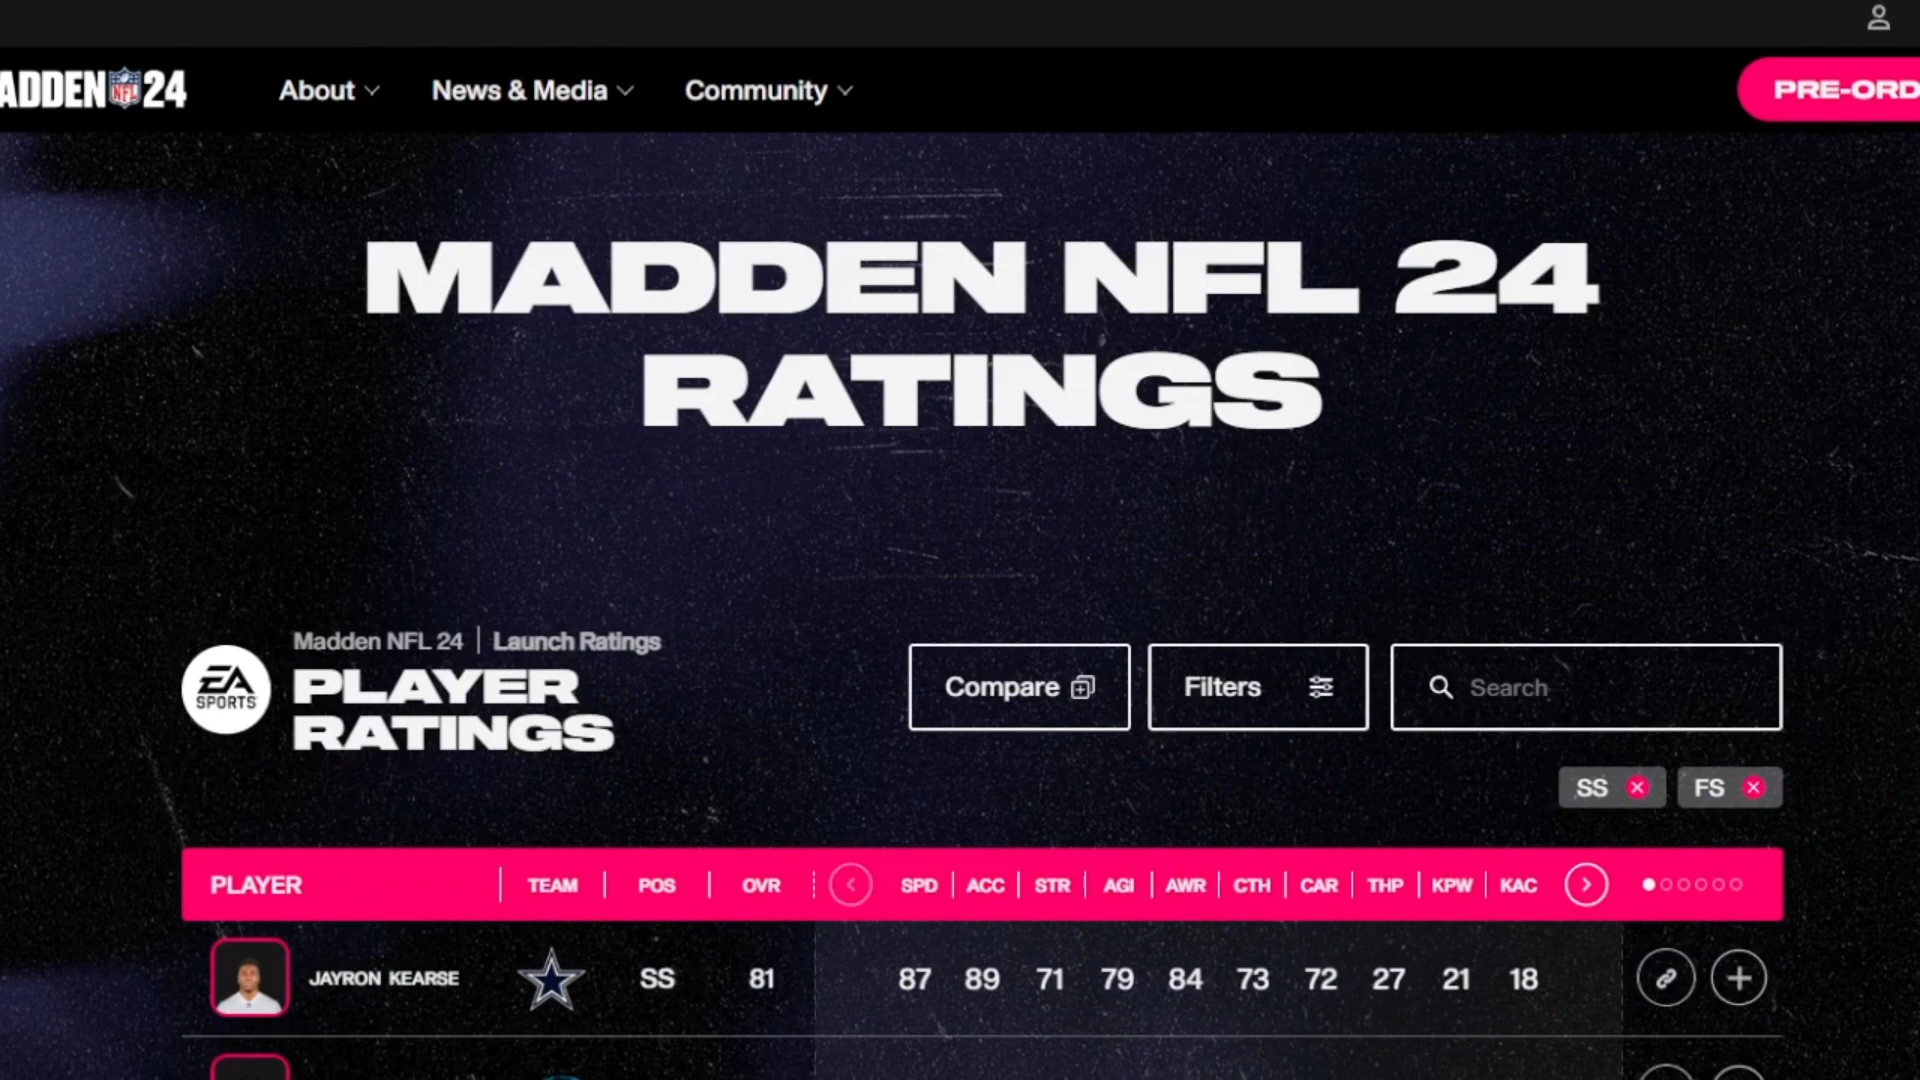 ADDEN NFL 24
About
News & Media
Community
PRE-ORD
MADDEN NFL 24
RATINGS
Madden NFL 24 | Launch Ratings
EA
SPORTS
PLAYER
RATINGS
Compare
Filters
Search
SS
FS
PLAYER TEAM POS OVR SPD ACC STR AGI AWR CTH CAR THP KPW KAC
JAYRON KEARSE SS 81 87 89 71 79 84 73 72 27 21 18